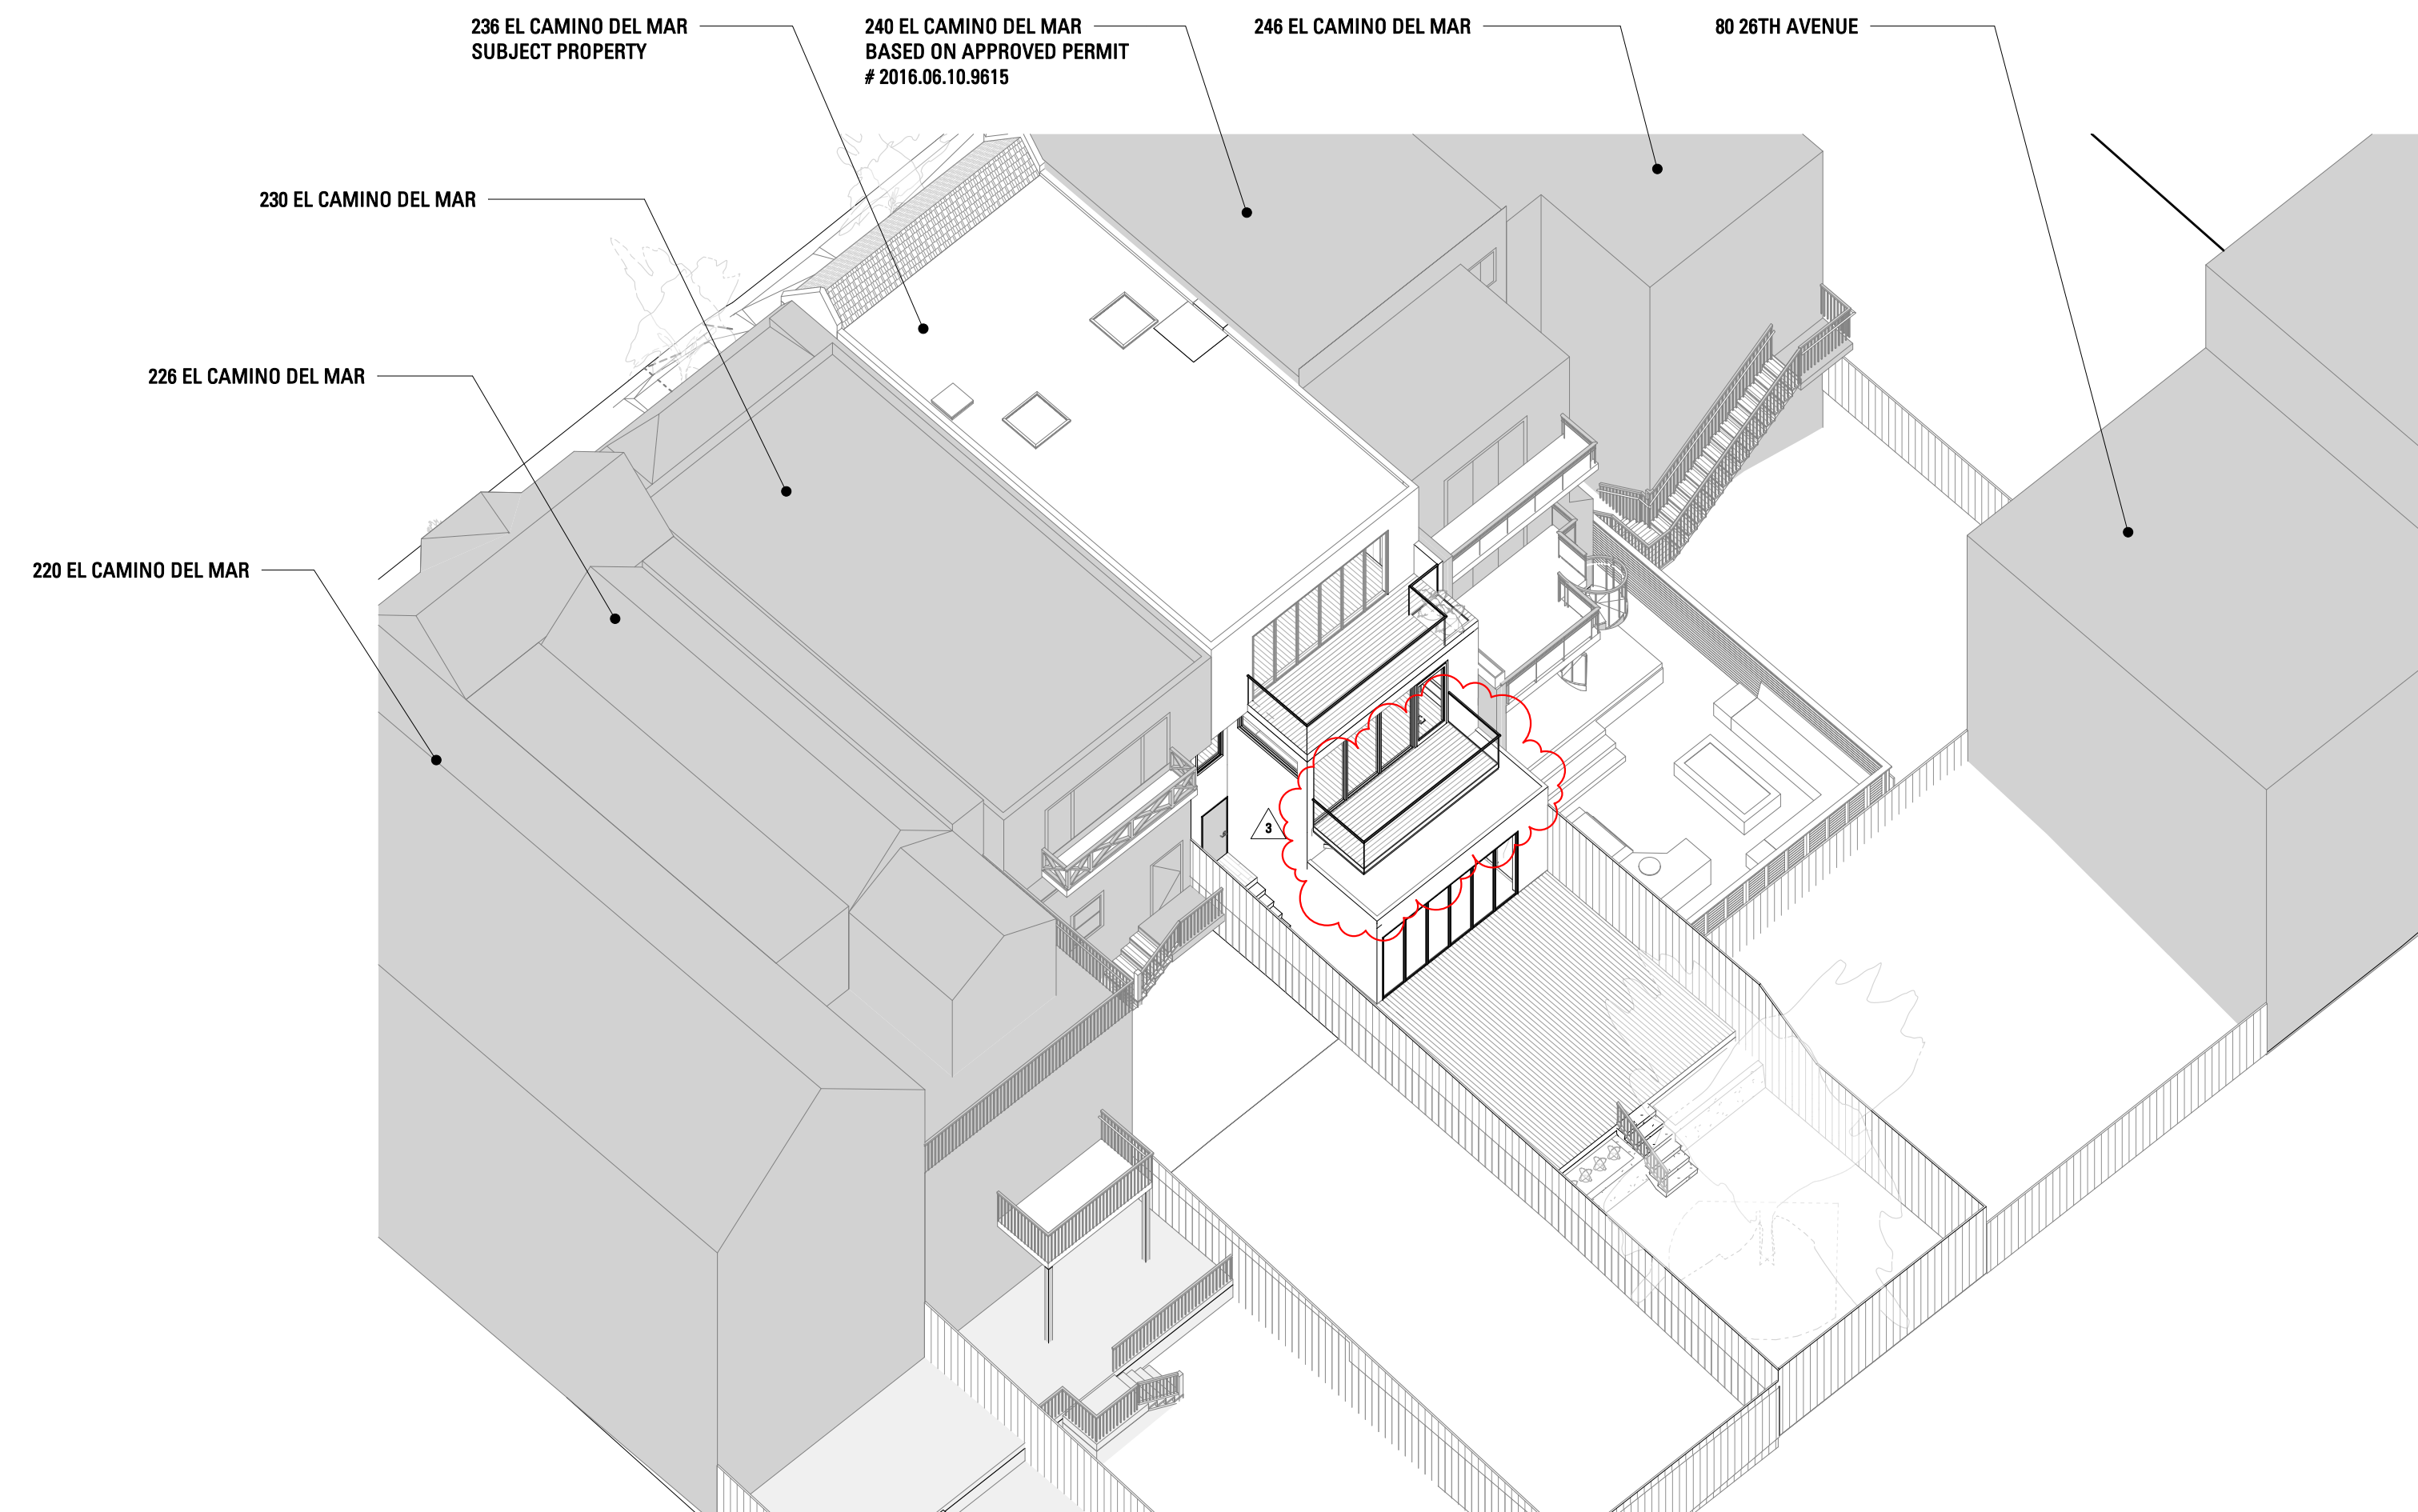 236 EL CAMINO DEL MAR
SUBJECT PROPERTY
240 EL CAMINO DEL MAR
BASED ON APPROVED PERMIT
# 2016.06.10.9615
246 EL CAMINO DEL MAR
80 26TH AVENUE
230 EL CAMINO DEL MAR
226 EL CAMINO DEL MAR
220 EL CAMINO DEL MAR
3